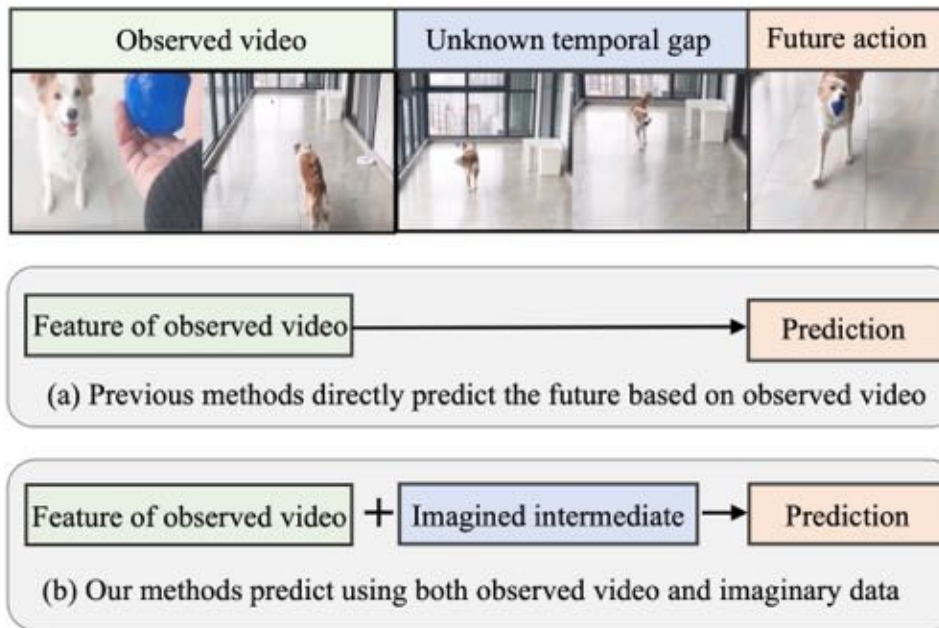 Observed video
Unknown temporal gap
Future action
Feature of observed video
Prediction
(a) Previous methods directly predict the future based on observed video
Feature of observed video
+
Imagined intermediate
Prediction
(b) Our methods predict using both observed video and imaginary data